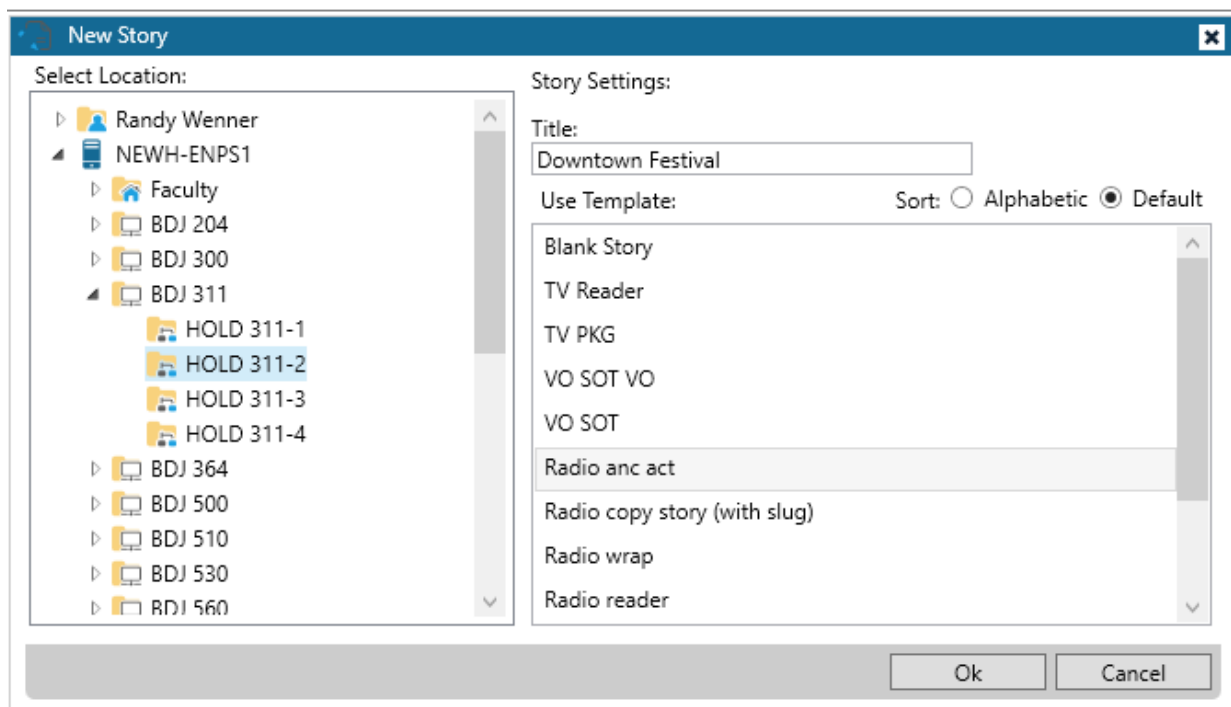 New Story
Select Location:
Randy Wenner
NEWH-ENPS1
Faculty
BDJ 204
BDJ 300
BDJ 311
HOLD 311-1
HOLD 311-2
HOLD 311-3
HOLD 311-4
BDJ 364
BDJ 500
BDJ 510
BDJ 530
BDJ 560
Story Settings:
Title:
Downtown Festival
Use Template: Sort: Alphabetic Default
Blank Story
TV Reader
TV PKG
VO SOT VO
VO SOT
Radio anc act
Radio copy story (with slug)
Radio wrap
Radio reader
Ok Cancel